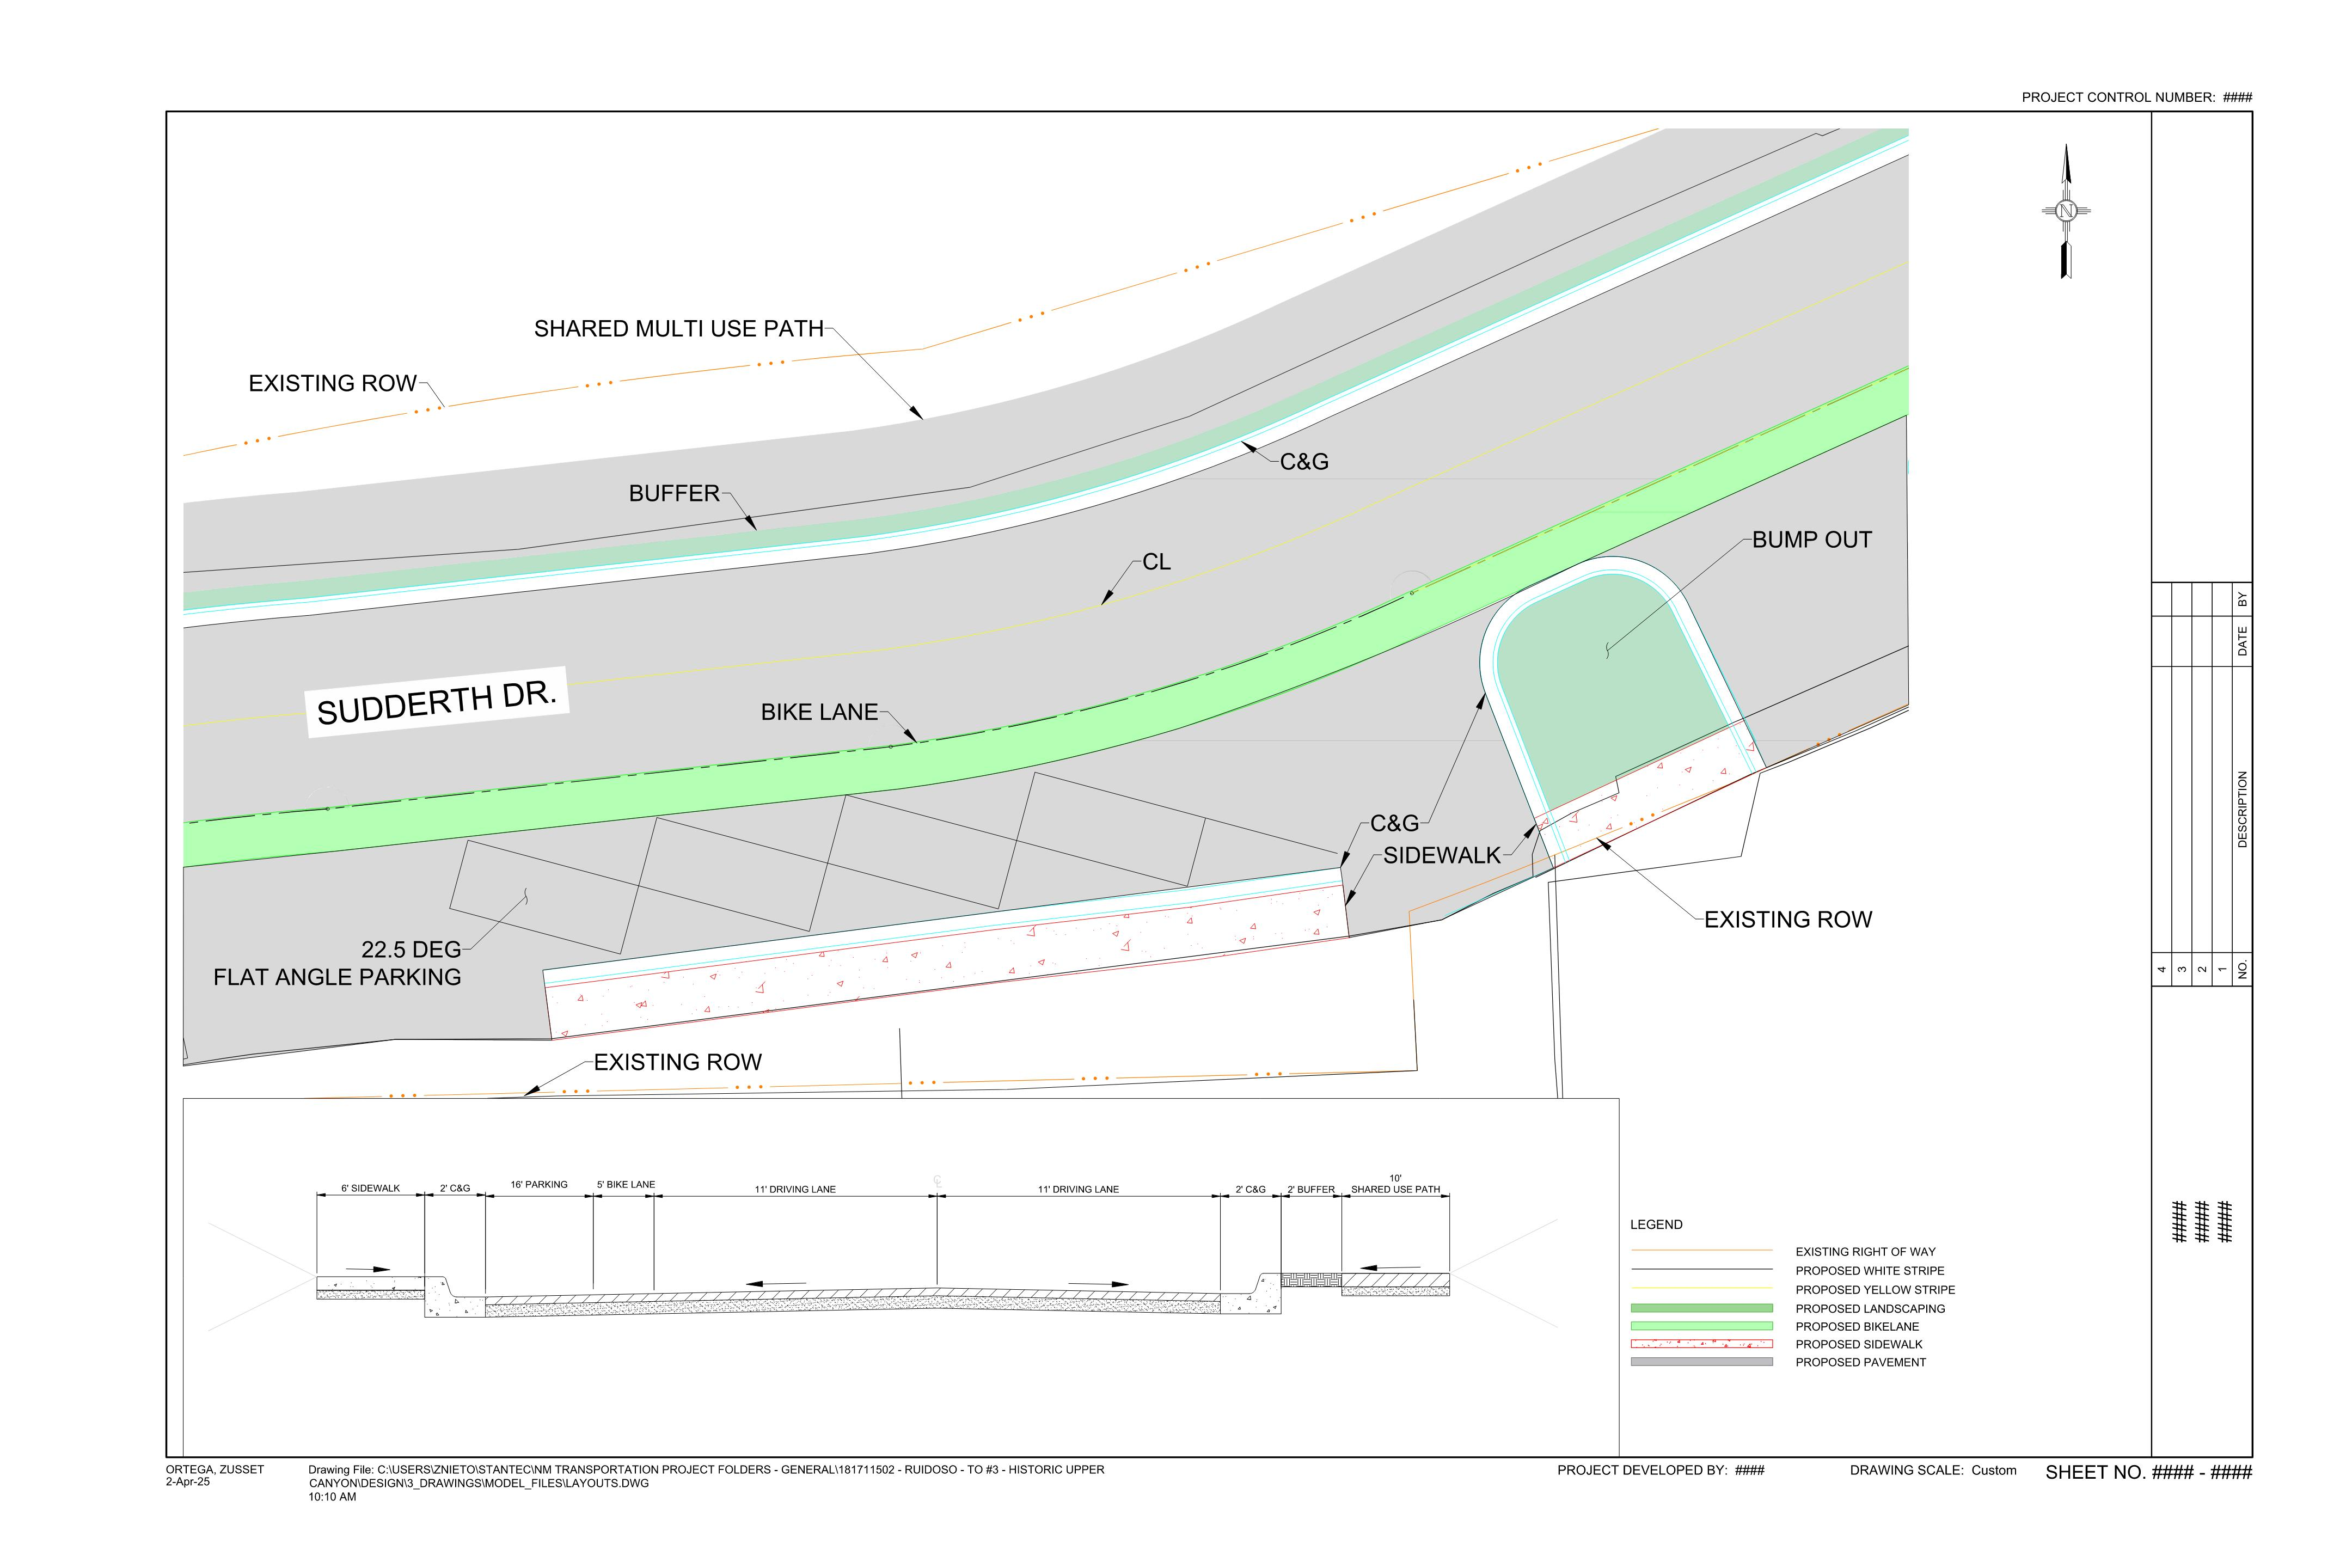 PROJECT CONTROL NUMBER: ####
N
SHARED MULTI USE PATH
EXISTING ROW
C&G
BUFFER
BUMP OUT
CL
SUDDERTH DR.
BIKE LANE
C&G
SIDEWALK
EXISTING ROW
22.5 DEG
FLAT ANGLE PARKING
EXISTING ROW
6' SIDEWALK
2' C&G
16' PARKING
5' BIKE LANE
11' DRIVING LANE
CL
11' DRIVING LANE
2' C&G
2' BUFFER
10'
SHARED USE PATH
LEGEND
EXISTING RIGHT OF WAY
PROPOSED WHITE STRIPE
PROPOSED YELLOW STRIPE
PROPOSED LANDSCAPING
PROPOSED BIKELANE
PROPOSED SIDEWALK
PROPOSED PAVEMENT
NO. DESCRIPTION DATE BY
1
2
3
4
####
####
####
ORTEGA, ZUSSET
2-Apr-25
Drawing File: C:\USERS\ZNIETO\STANTEC\NM TRANSPORTATION PROJECT FOLDERS - GENERAL\181711502 - RUIDOSO - TO #3 - HISTORIC UPPER
CANYON\DESIGN\3_DRAWINGS\MODEL_FILES\LAYOUTS.DWG
10:10 AM
PROJECT DEVELOPED BY: ####
DRAWING SCALE: Custom
SHEET NO. #### - ####